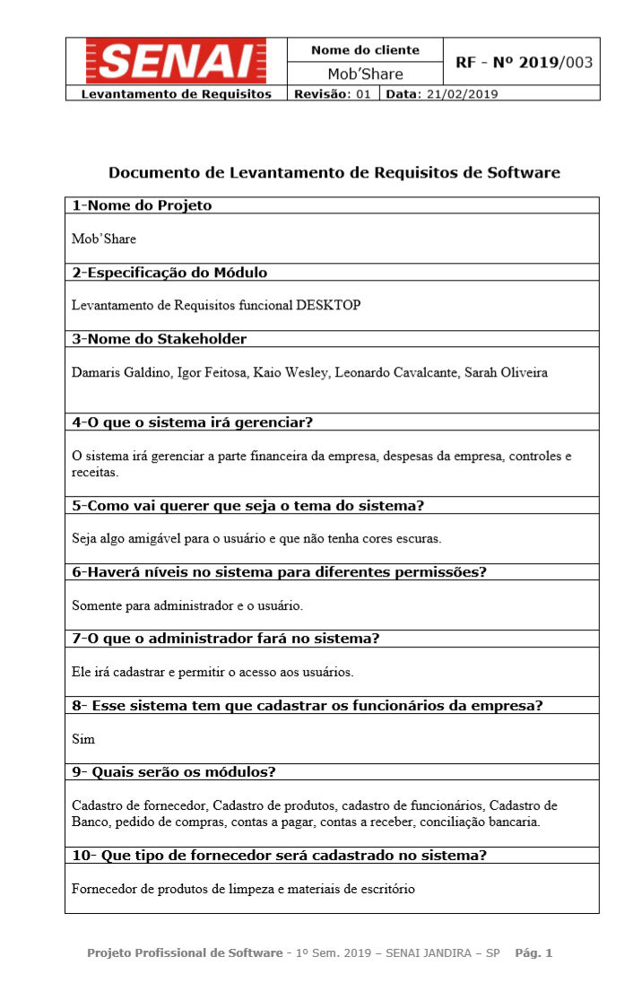 SENAI
Nome do cliente
Mob’Share
RF - Nº 2019/003
Levantamento de Requisitos
Revisão: 01
Data: 21/02/2019
Documento de Levantamento de Requisitos de Software
1-Nome do Projeto
Mob’Share
2-Especificação do Módulo
Levantamento de Requisitos funcional DESKTOP
3-Nome do Stakeholder
Damaris Galdino, Igor Feitosa, Kaio Wesley, Leonardo Cavalcante, Sarah Oliveira
4-O que o sistema irá gerenciar?
O sistema irá gerenciar a parte financeira da empresa, despesas da empresa, controles e
receitas.
5-Como vai querer que seja o tema do sistema?
Seja algo amigável para o usuário e que não tenha cores escuras.
6-Haverá níveis no sistema para diferentes permissões?
Somente para administrador e o usuário.
7-O que o administrador fará no sistema?
Ele irá cadastrar e permitir o acesso aos usuários.
8- Esse sistema tem que cadastrar os funcionários da empresa?
Sim
9- Quais serão os módulos?
Cadastro de fornecedor, Cadastro de produtos, cadastro de funcionários, Cadastro de
Banco, pedido de compras, contas a pagar, contas a receber, conciliação bancaria.
10- Que tipo de fornecedor será cadastrado no sistema?
Fornecedor de produtos de limpeza e materiais de escritório
Projeto Profissional de Software - 1º Sem. 2019 – SENAI JANDIRA – SP Pág. 1